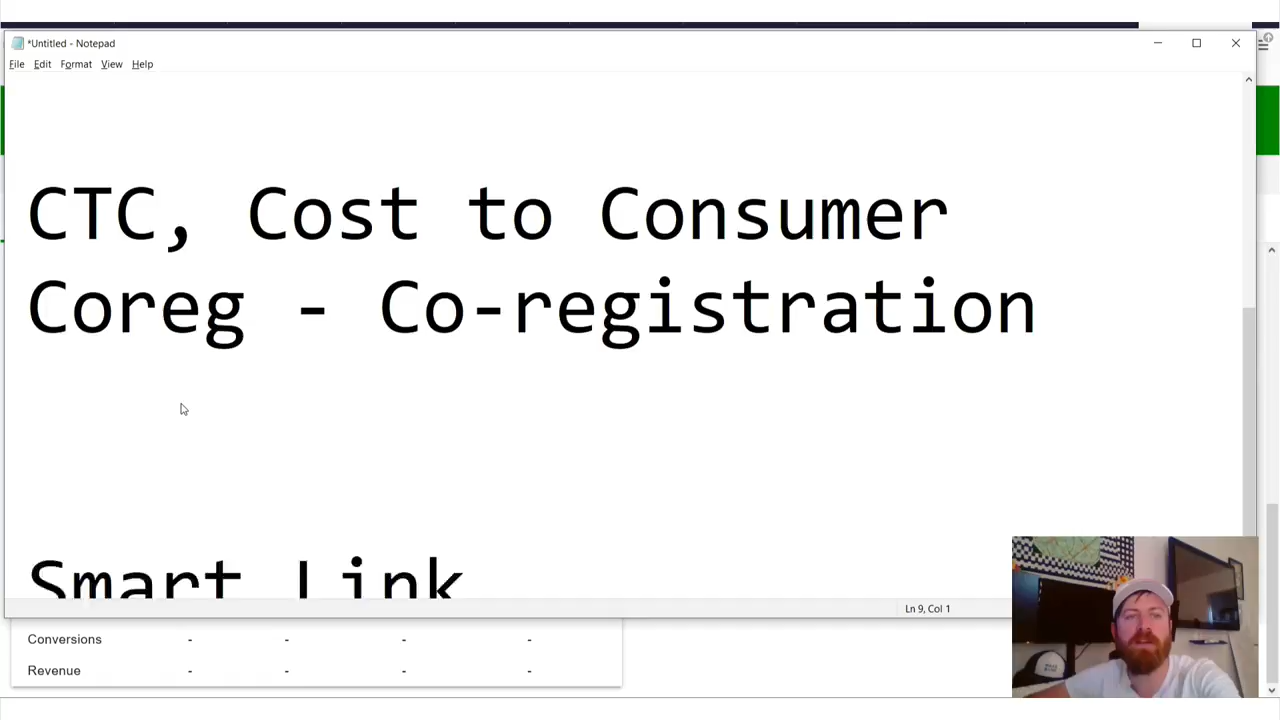 *Untitled - Notepad
File Edit Format View Help
CTC, Cost to Consumer
Coreg - Co-registration
Smart Link
Ln 9, Col 1
Conversions - - - -
Revenue - - - -